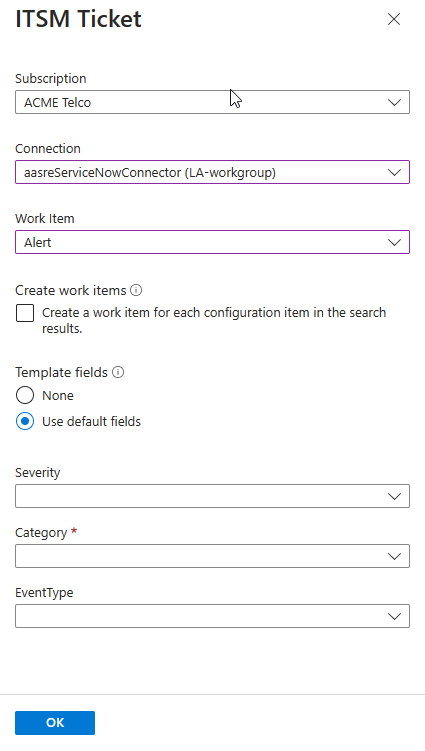 ITSM Ticket
Subscription
ACME Telco
Connection
aasreServiceNowConnector (LA-workgroup)
Work Item
Alert
Create work items
Create a work item for each configuration item in the search
results.
Template fields
None
Use default fields
Severity
Category *
EventType
OK